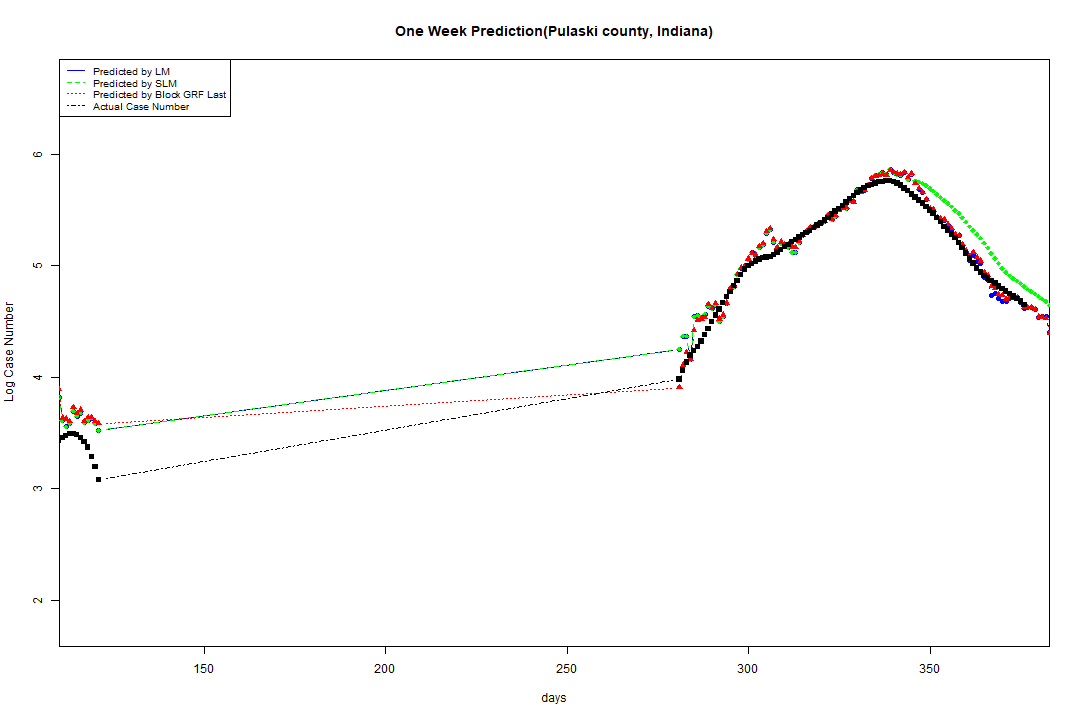 One Week Prediction(Pulaski county, Indiana)
Predicted by LM
Predicted by SLM
Predicted by Block GRF Last
Actual Case Number
Log Case Number
6
5
4
3
2
150 200 250 300 350
days